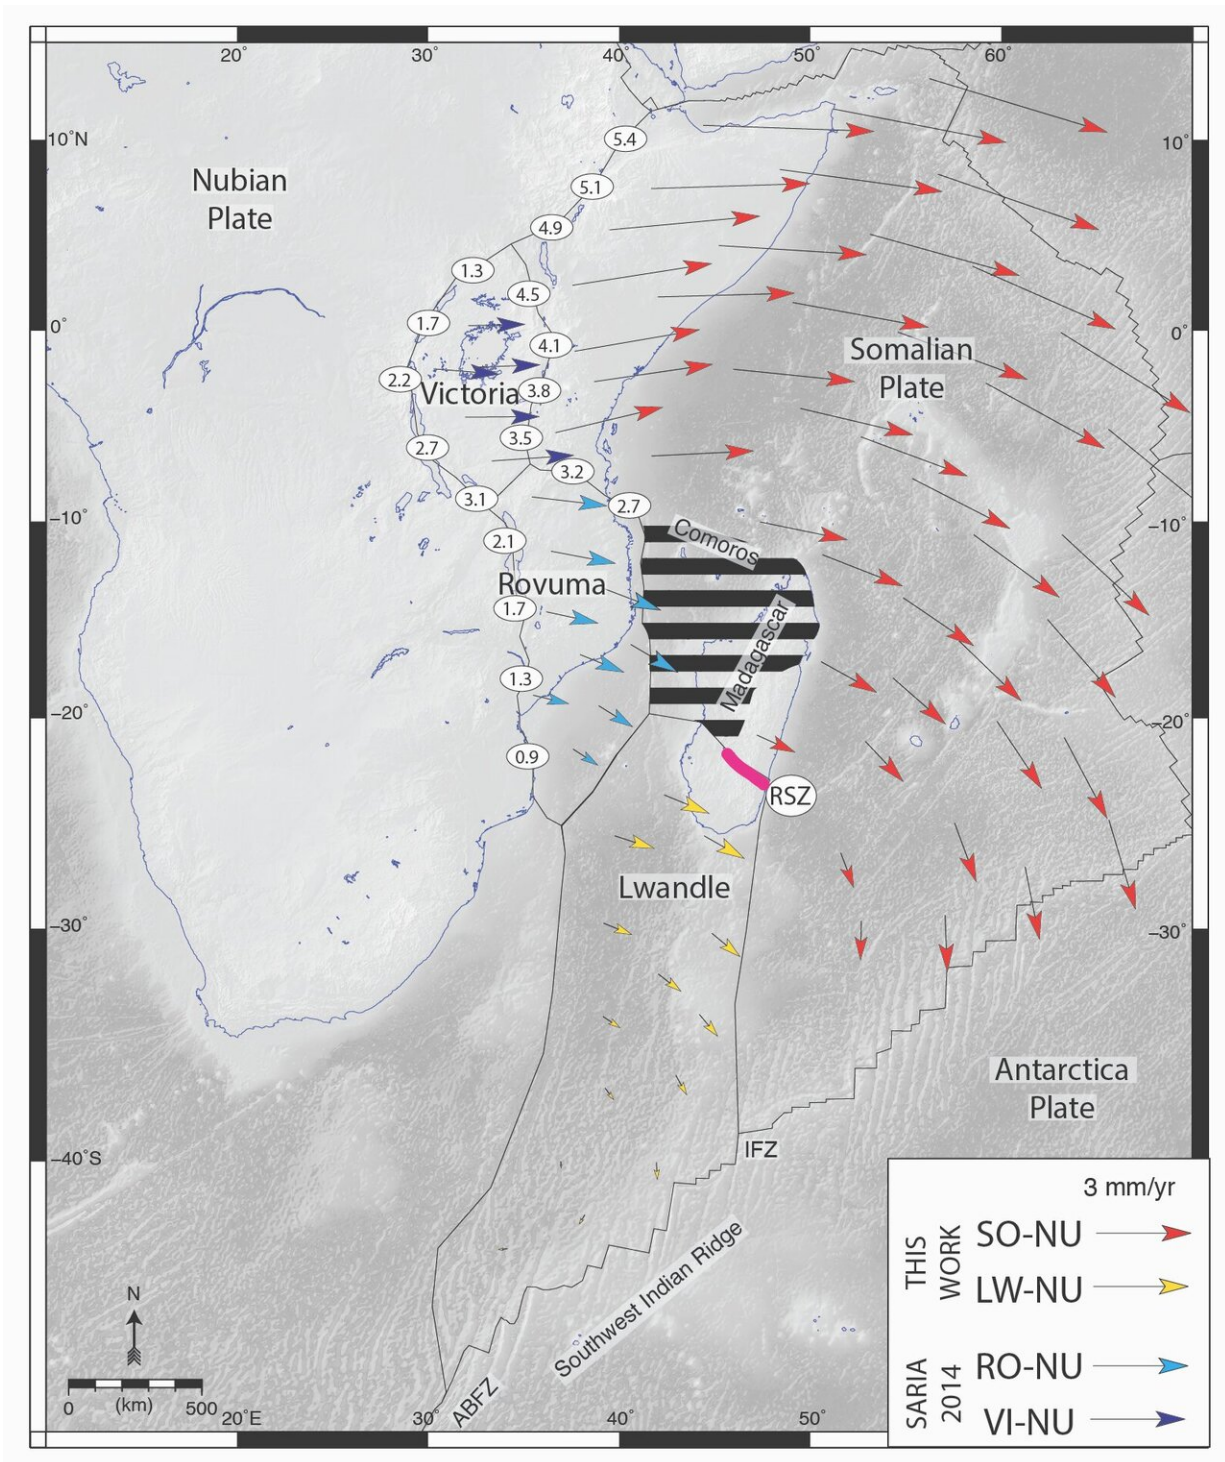 20° 30° 40° 50° 60°
10°N 10°
5.4
Nubian
Plate
5.1
4.9
1.3
4.5
1.7
0° 0°
4.1
Somalian
Plate
2.2
Victoria
3.8
3.5
2.7
3.2
3.1
2.7
−10° −10°
Comoros
2.1
Rovuma
1.7
Madagascar
1.3
−20° −20°
0.9
RSZ
Lwandle
−30° −30°
Antarctica
Plate
IFZ
−40°S
Southwest Indian Ridge
ABFZ
N
(km)
0 500
20°E 30° 40° 50°
3 mm/yr
THIS
WORK
SO-NU
LW-NU
SARIA
2014
RO-NU
VI-NU